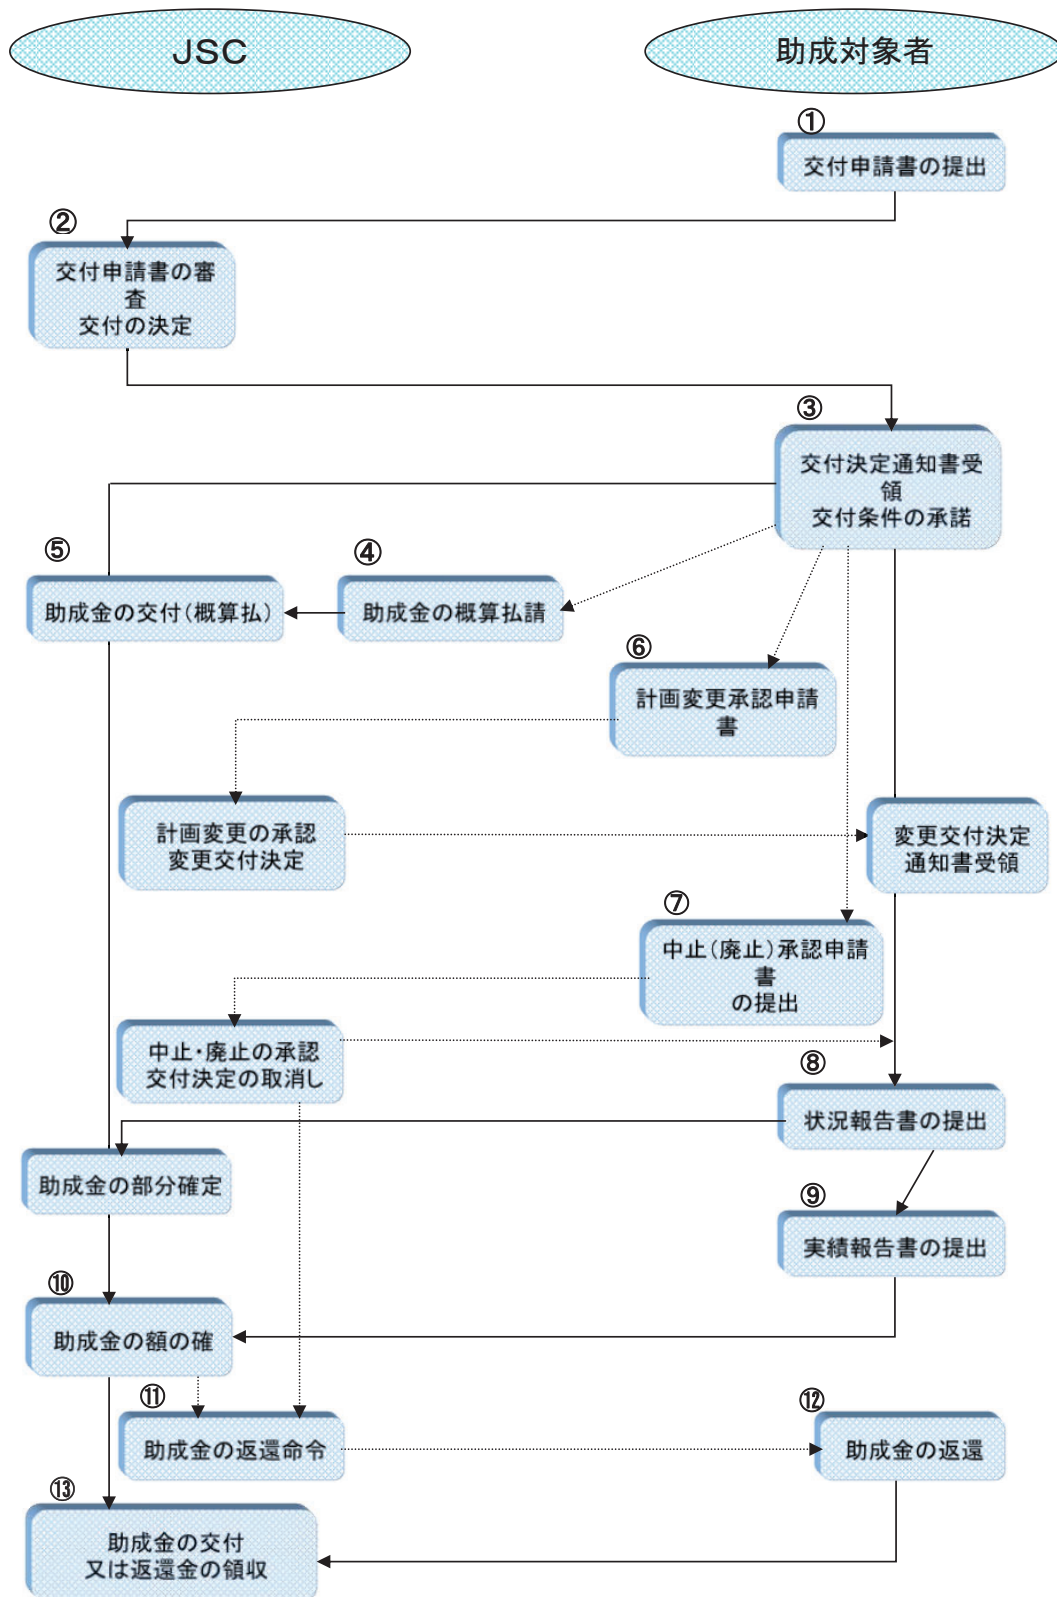 JSC
助成対象者
①
交付申請書の提出
②
交付申請書の審
査
交付の決定
③
交付決定通知書受
領
交付条件の承諾
⑤
助成金の交付(概算払)
④
助成金の概算払請
⑥
計画変更承認申請
書
計画変更の承認
変更交付決定
変更交付決定
通知書受領
⑦
中止(廃止)承認申請
書
の提出
中止・廃止の承認
交付決定の取消し
⑧
状況報告書の提出
助成金の部分確定
⑨
実績報告書の提出
⑩
助成金の額の確
⑪
助成金の返還命令
⑫
助成金の返還
⑬
助成金の交付
又は返還金の領収